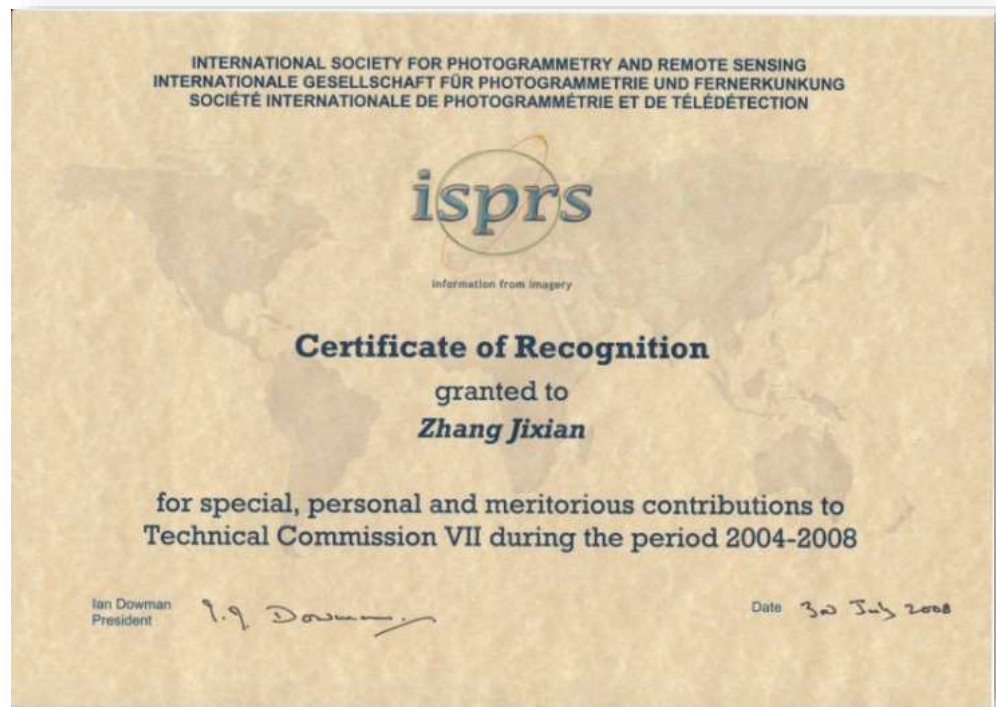 INTERNATIONAL SOCIETY FOR PHOTOGRAMMETRY AND REMOTE SENSING
INTERNATIONALE GESELLSCHAFT FÜR PHOTOGRAMMETRIE UND FERNERKUNKUNG
SOCIÉTÉ INTERNATIONALE DE PHOTOGRAMMÉTRIE ET DE TÉLÉDÉTECTION
isprs
information from imagery
Certificate of Recognition
granted to
Zhang Jixian
for special, personal and meritorious contributions to
Technical Commission VII during the period 2004-2008
Ian Dowman
President
I.J Dowman
Date July 2008